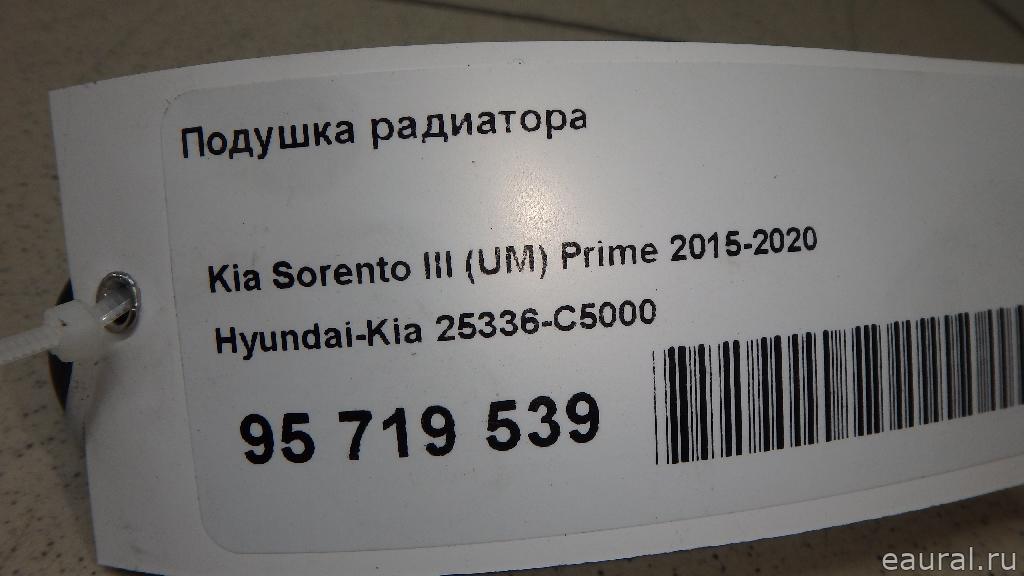 Подушка радиатора
Kia Sorento III (UM) Prime 2015-2020
Hyundai-Kia 25336-C5000
95 719 539
eaural.ru